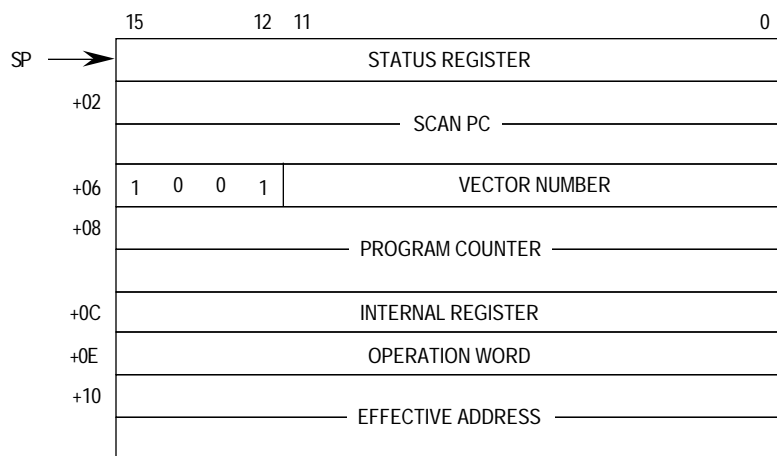 15 12 11 0
SP STATUS REGISTER
+02
SCAN PC
+06 1 0 0 1 VECTOR NUMBER
+08
PROGRAM COUNTER
+0C INTERNAL REGISTER
+0E OPERATION WORD
+10
EFFECTIVE ADDRESS